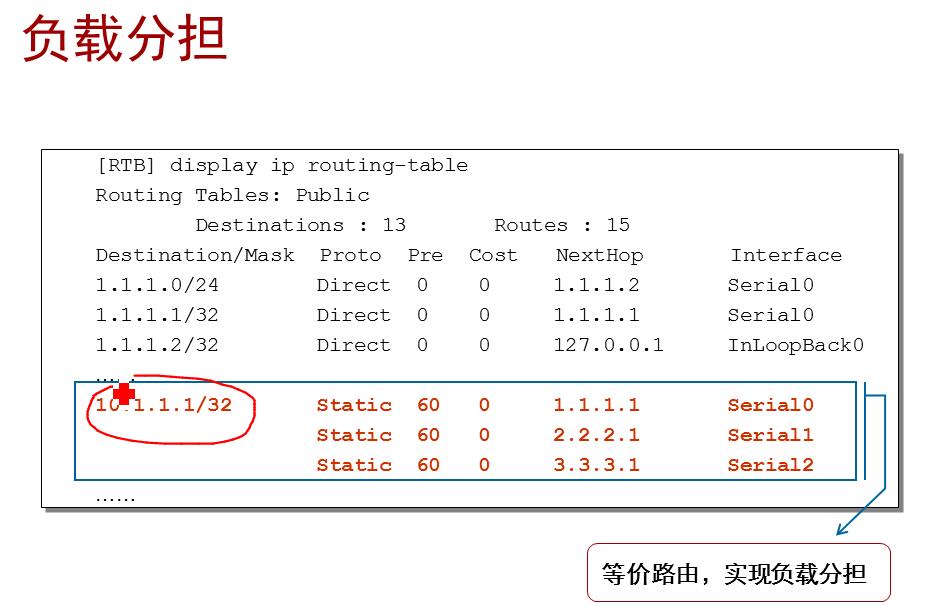 负载分担
[RTB] display ip routing-table
Routing Tables: Public
Destinations : 13 Routes : 15
Destination/Mask Proto Pre Cost NextHop Interface
1.1.1.0/24 Direct 0 0 1.1.1.2 Serial0
1.1.1.1/32 Direct 0 0 1.1.1.1 Serial0
1.1.1.2/32 Direct 0 0 127.0.0.1 InLoopBack0
……
10.1.1.1/32 Static 60 0 1.1.1.1 Serial0
Static 60 0 2.2.2.1 Serial1
Static 60 0 3.3.3.1 Serial2
……
等价路由，实现负载分担